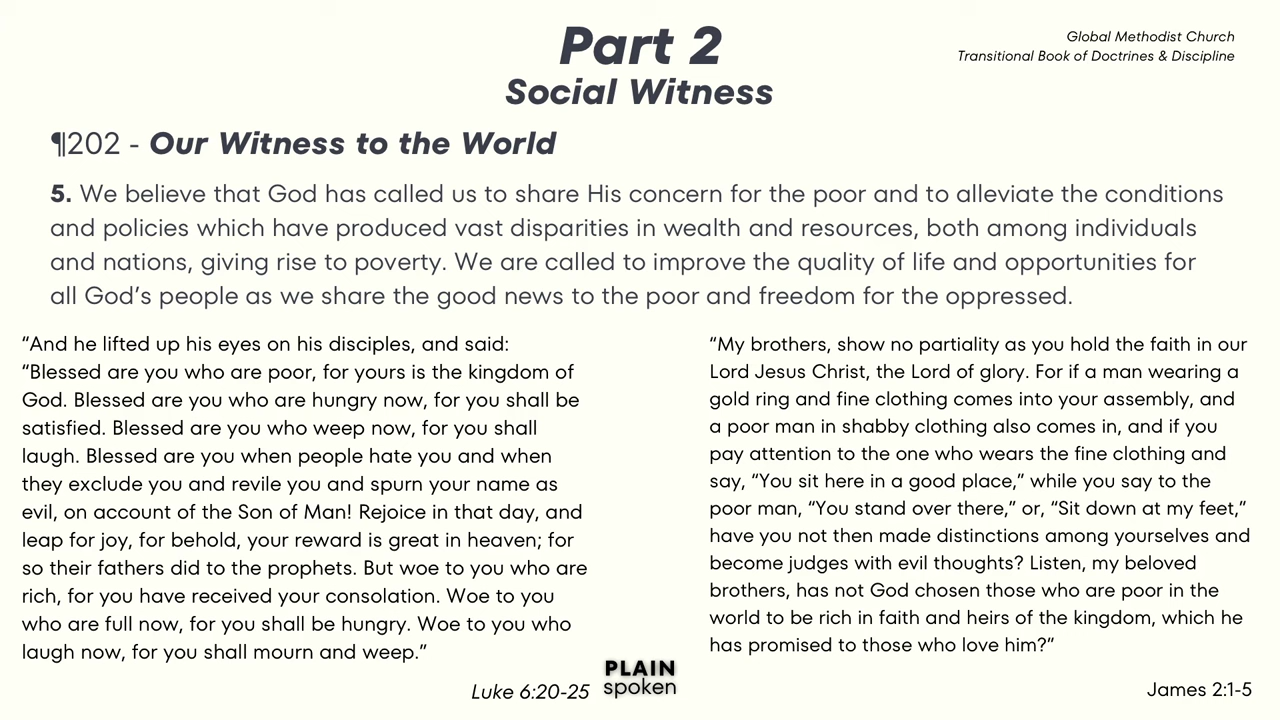 Part 2
Social Witness
Global Methodist Church
Transitional Book of Doctrines & Discipline
¶202 - Our Witness to the World
5. We believe that God has called us to share His concern for the poor and to alleviate the conditions
and policies which have produced vast disparities in wealth and resources, both among individuals
and nations, giving rise to poverty. We are called to improve the quality of life and opportunities for
all God’s people as we share the good news to the poor and freedom for the oppressed.
“And he lifted up his eyes on his disciples, and said:
“Blessed are you who are poor, for yours is the kingdom of
God. Blessed are you who are hungry now, for you shall be
satisfied. Blessed are you who weep now, for you shall
laugh. Blessed are you when people hate you and when
they exclude you and revile you and spurn your name as
evil, on account of the Son of Man! Rejoice in that day, and
leap for joy, for behold, your reward is great in heaven; for
so their fathers did to the prophets. But woe to you who are
rich, for you have received your consolation. Woe to you
who are full now, for you shall be hungry. Woe to you who
laugh now, for you shall mourn and weep.”
Luke 6:20-25
“My brothers, show no partiality as you hold the faith in our
Lord Jesus Christ, the Lord of glory. For if a man wearing a
gold ring and fine clothing comes into your assembly, and
a poor man in shabby clothing also comes in, and if you
pay attention to the one who wears the fine clothing and
say, “You sit here in a good place,” while you say to the
poor man, “You stand over there,” or, “Sit down at my feet,”
have you not then made distinctions among yourselves and
become judges with evil thoughts? Listen, my beloved
brothers, has not God chosen those who are poor in the
world to be rich in faith and heirs of the kingdom, which he
has promised to those who love him?”
James 2:1-5
PLAIN
spoken